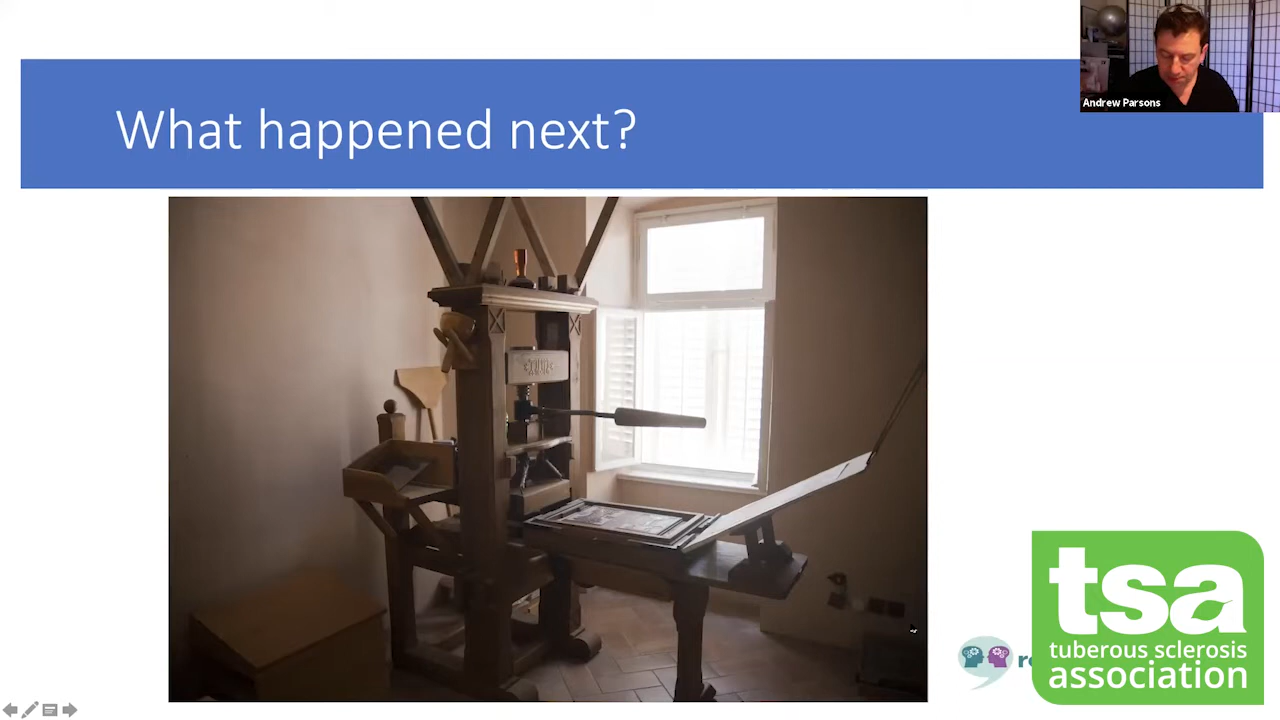 What happened next?
Andrew Parsons
tsa
tuberous sclerosis
association